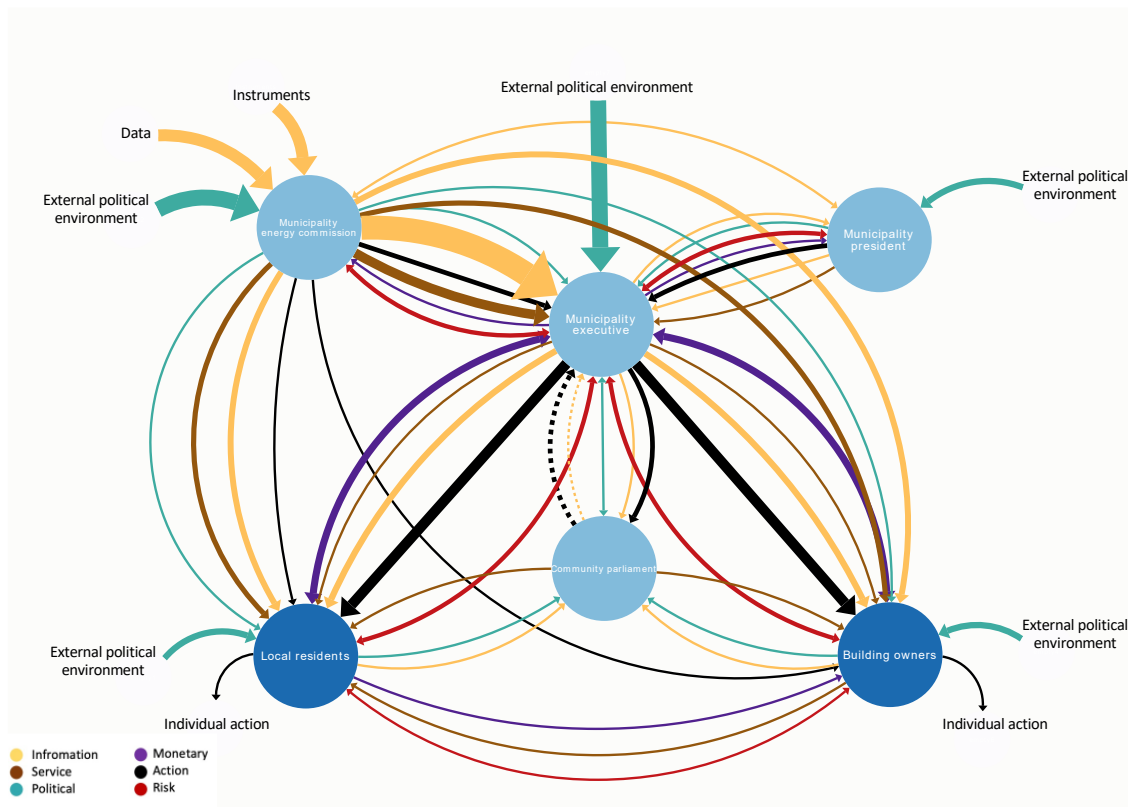 Instruments
External political environment
Data
External political
environment
External political
environment
Municipality
energy commission
Municipality
president
Municipality
executive
Community parliament
External political
environment
Local residents
Building owners
External political
environment
Individual action
Individual action
Infromation
Service
Political
Monetary
Action
Risk